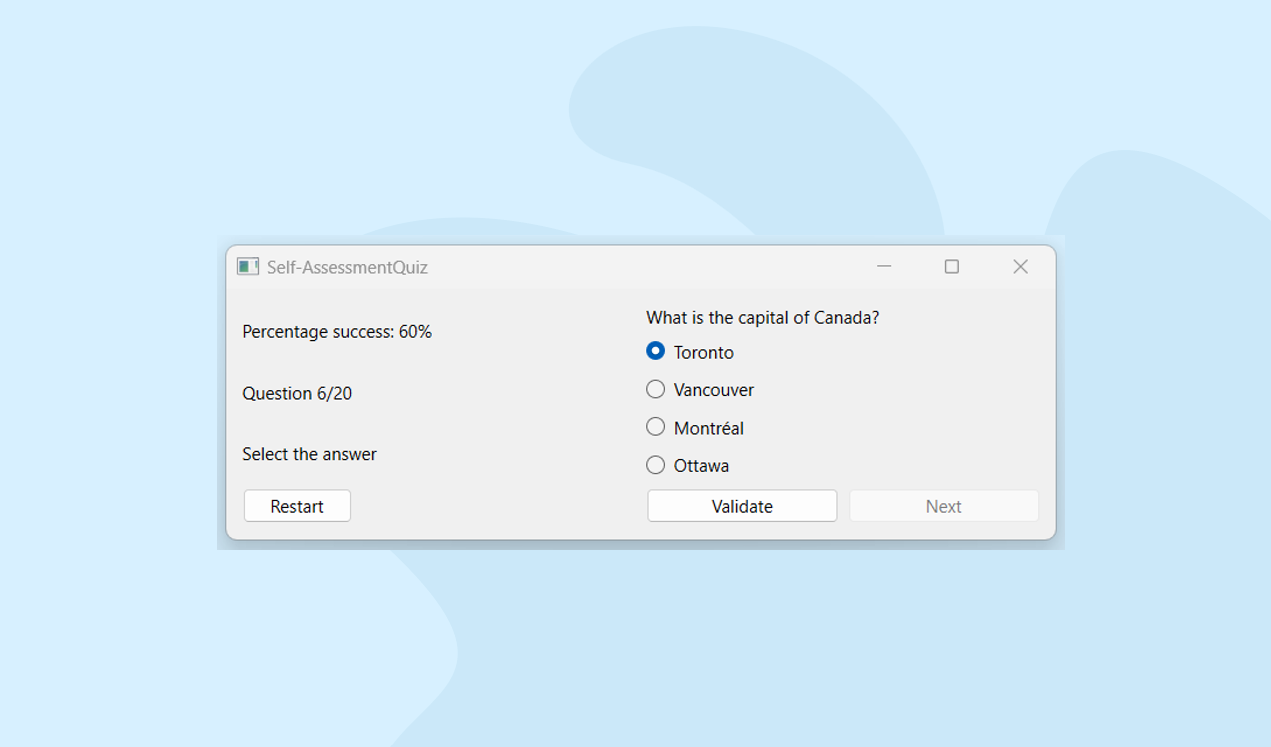 Self-AssessmentQuiz
Percentage success: 60%
Question 6/20
Select the answer
Restart
What is the capital of Canada?
Toronto
Vancouver
Montréal
Ottawa
Validate
Next